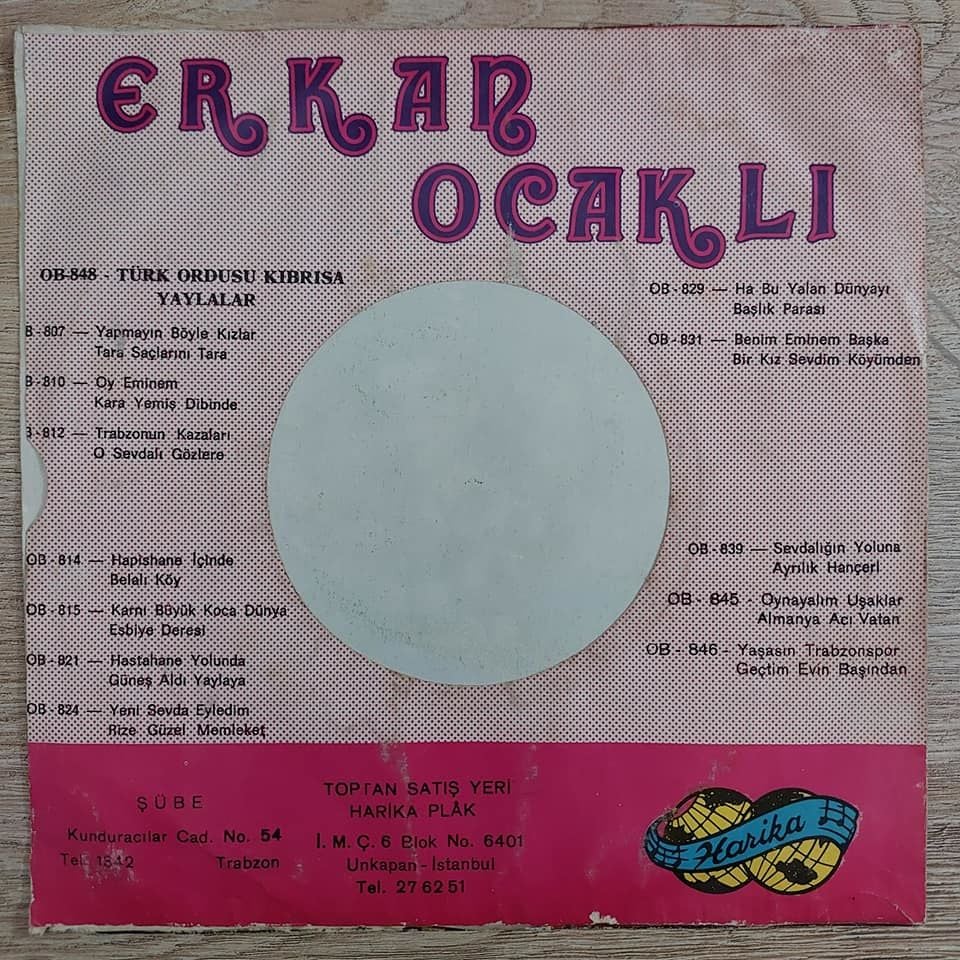 ERKAN
OCAKLI
OB-848 - TÜRK ORDUSU KIBRISA
YAYLALAR
B - 807 — Yapmayın Böyle Kızlar
Tara Saçlarını Tara
B - 810 — Oy Eminem
Kara Yemiş Dibinde
B - 812 — Trabzonun Kazaları
O Sevdalı Gözlere
OB - 814 — Hapishane İçinde
Belalı Köy
OB - 815 — Karnı Büyük Koca Dünya
Esbiye Deresi
OB - 821 — Hastahane Yolunda
Güneş Aldı Yaylaya
OB - 824 — Yeni Sevda Eyledim
Rize Güzel Memleket
OB - 829 — Ha Bu Yalan Dünyayı
Başlık Parası
OB - 831 — Benim Eminem Başka
Bir Kız Sevdim Köyümden
OB - 839 — Sevdalığın Yoluna
Ayrılık Hançeri
OB - 845 - Oynayalım Uşaklar
Almanya Acı Vatan
OB - 846 - Yaşasın Trabzonspor
Geçtim Evin Başından
ŞÜBE
Kunduracılar Cad. No. 54
Tel. 1842 Trabzon
TOPTAN SATIŞ YERİ
HARİKA PLÂK
İ. M. Ç. 6 Blok No. 6401
Unkapan - İstanbul
Tel. 27 62 51
Harika